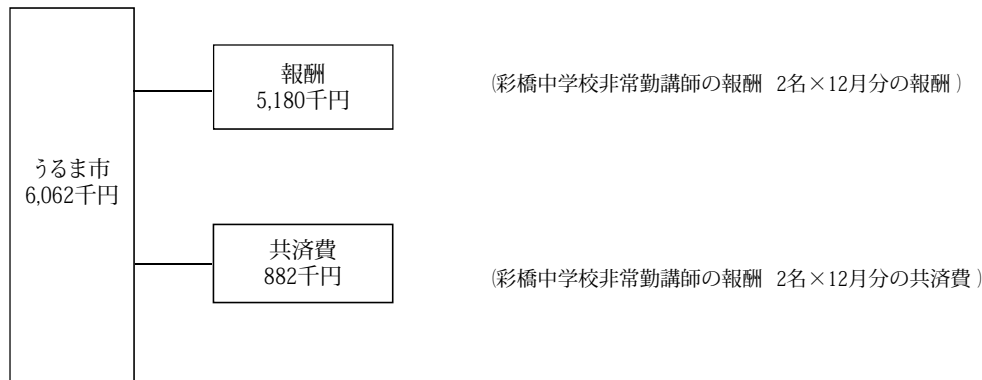 報酬
5,180千円
(彩橋中学校非常勤講師の報酬 2名×12月分の報酬)
うるま市
6,062千円
共済費
882千円
(彩橋中学校非常勤講師の報酬 2名×12月分の共済費)